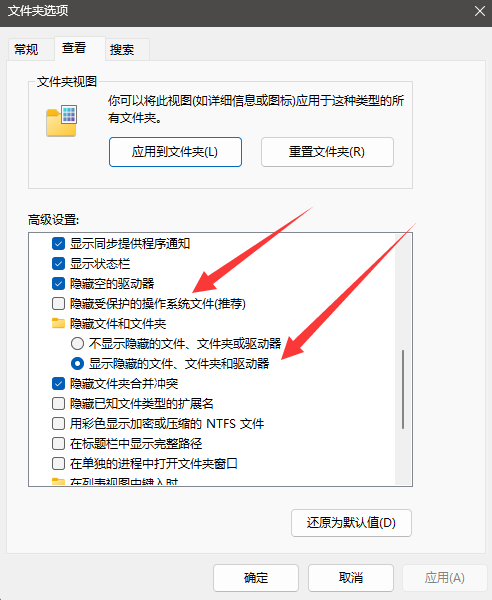 文件夹选项
常规
查看
搜索
文件夹视图
你可以将此视图(如详细信息或图标)应用于这种类型的所
有文件夹。
应用到文件夹(L)
重置文件夹(R)
高级设置:
显示同步提供程序通知
显示状态栏
隐藏空的驱动器
隐藏受保护的操作系统文件(推荐)
隐藏文件和文件夹
不显示隐藏的文件、文件夹或驱动器
显示隐藏的文件、文件夹和驱动器
隐藏文件夹合并冲突
隐藏已知文件类型的扩展名
用彩色显示加密或压缩的 NTFS 文件
在标题栏中显示完整路径
在单独的进程中打开文件夹窗口
在列表视图中键入时
还原为默认值(D)
确定
取消
应用(A)